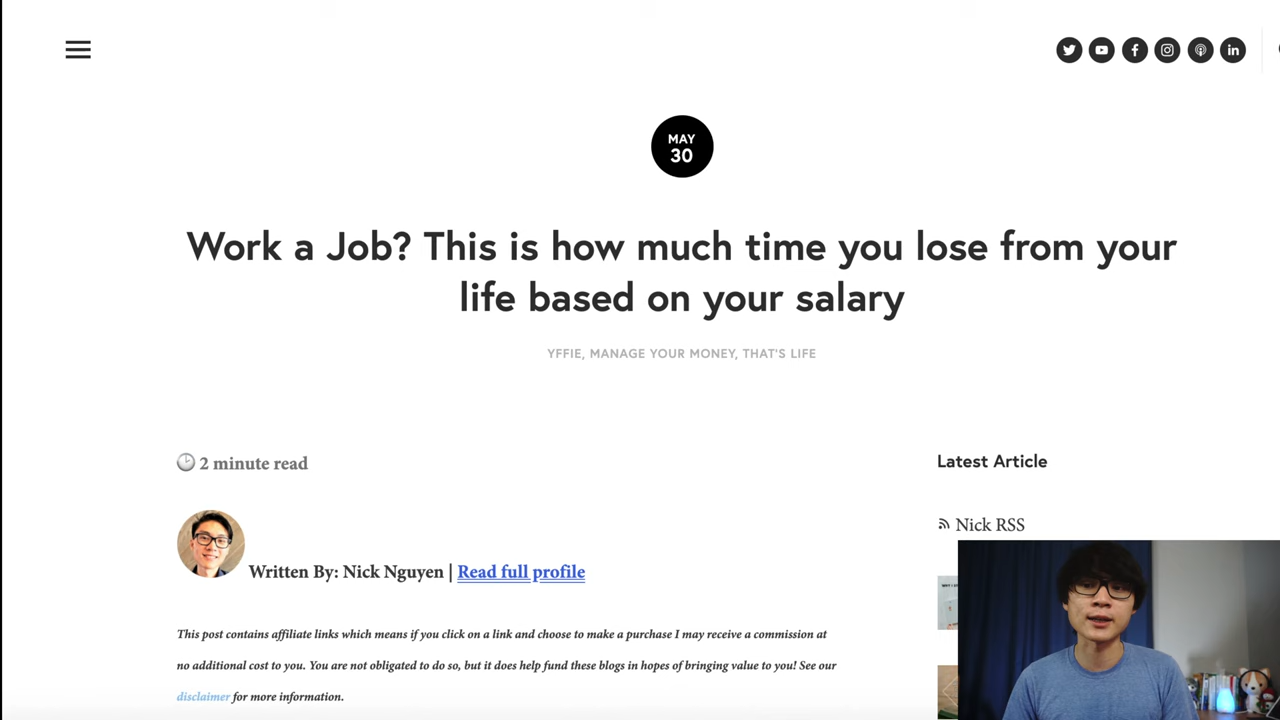 MAY
30
Work a Job? This is how much time you lose from your
life based on your salary
YFFIE, MANAGE YOUR MONEY, THAT'S LIFE
2 minute read
Latest Article
Nick RSS
Written By: Nick Nguyen | Read full profile
This post contains affiliate links which means if you click on a link and choose to make a purchase I may receive a commission at
no additional cost to you. You are not obligated to do so, but it does help fund these blogs in hopes of bringing value to you! See our
disclaimer for more information.